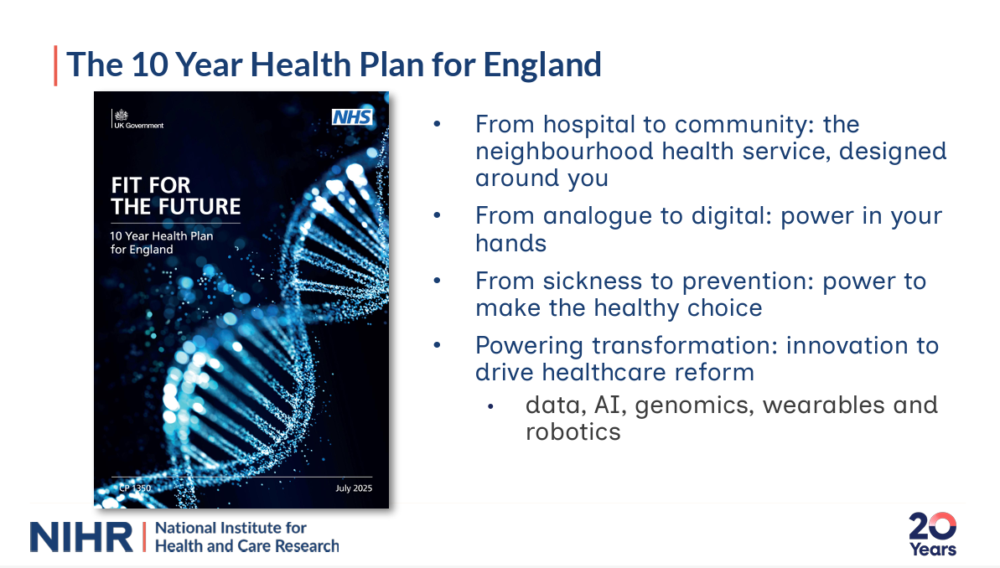 The 10 Year Health Plan for England
UK Government
NHS
FIT FOR
THE FUTURE
10 Year Health Plan
for England
CP 1350
July 2025
• From hospital to community: the
neighbourhood health service, designed
around you
• From analogue to digital: power in your
hands
• From sickness to prevention: power to
make the healthy choice
• Powering transformation: innovation to
drive healthcare reform
• data, AI, genomics, wearables and
robotics
NIHR | National Institute for
Health and Care Research
20
Years